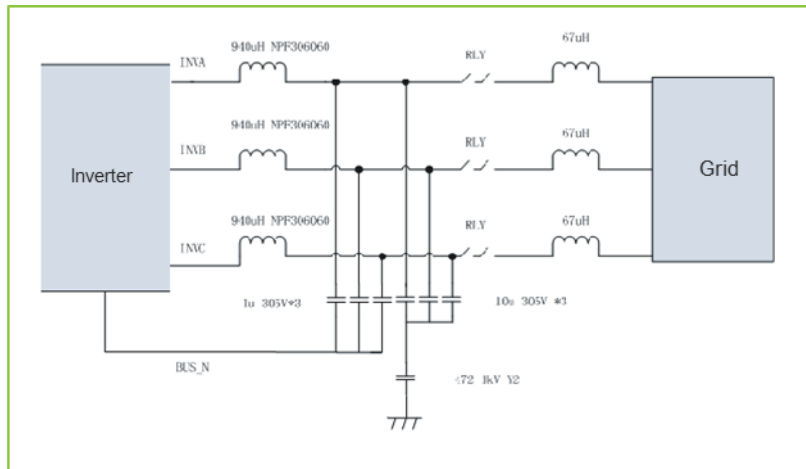 940uH NPF306060
67uH
INVA
RLY
940uH NPF306060
67uH
INVB
RLY
Inverter
Grid
940uH NPF306060
67uH
INVC
RLY
1u 305V*3
10u 305V *3
BUS_N
472 1kV Y2